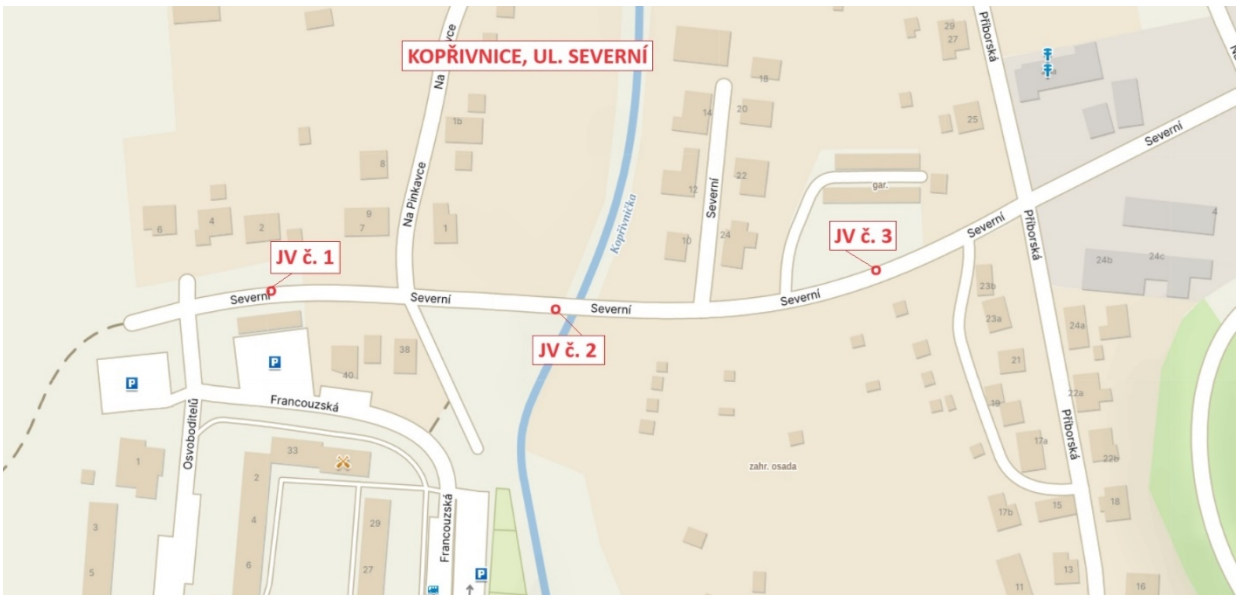 KOPŘIVNICE, UL. SEVERNÍ
Na Pinkavce
Na Pinkavce
Příborská
29
27
25
18
20
14
22
12
24
10
1b
8
9
7
1
6
4
2
gar.
Severní
Kopřivnička
Severní
JV č. 1
JV č. 3
Severní
Příborská
4
24b
24c
Severní
Severní
Severní
Severní
JV č. 2
23b
23a
24a
21
22a
19
17a
22b
Příborská
38
40
P
P
Francouzská
Osvoboditelů
33
1
2
zahr. osada
3
4
29
5
6
27
Francouzská
P
17b
15
18
11
13
16